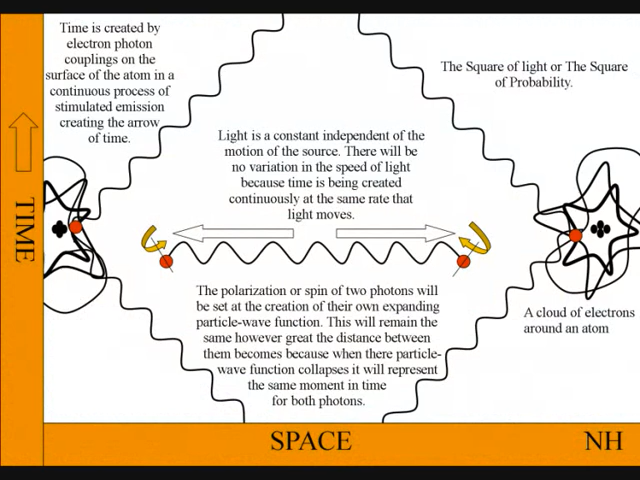 Time is created by
electron photon
couplings on the
surface of the atom in a
continuous process of
stimulated emission
creating the arrow
of time.
The Square of light or The Square
of Probability.
Light is a constant independent of the
motion of the source. There will be
no variation in the speed of light
because time is being created
continuously at the same rate that
light moves.
TIME
The polarization or spin of two photons will
be set at the creation of their own expanding
particle-wave function. This will remain the
same however great the distance between
them becomes because when there particle-
wave function collapses it will represent
the same moment in time
for both photons.
A cloud of electrons
around an atom
SPACE
NH